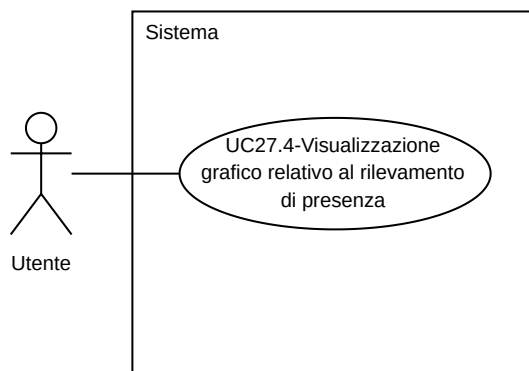 Sistema
UC27.4-Visualizzazione
grafico relativo al rilevamento
di presenza
Utente